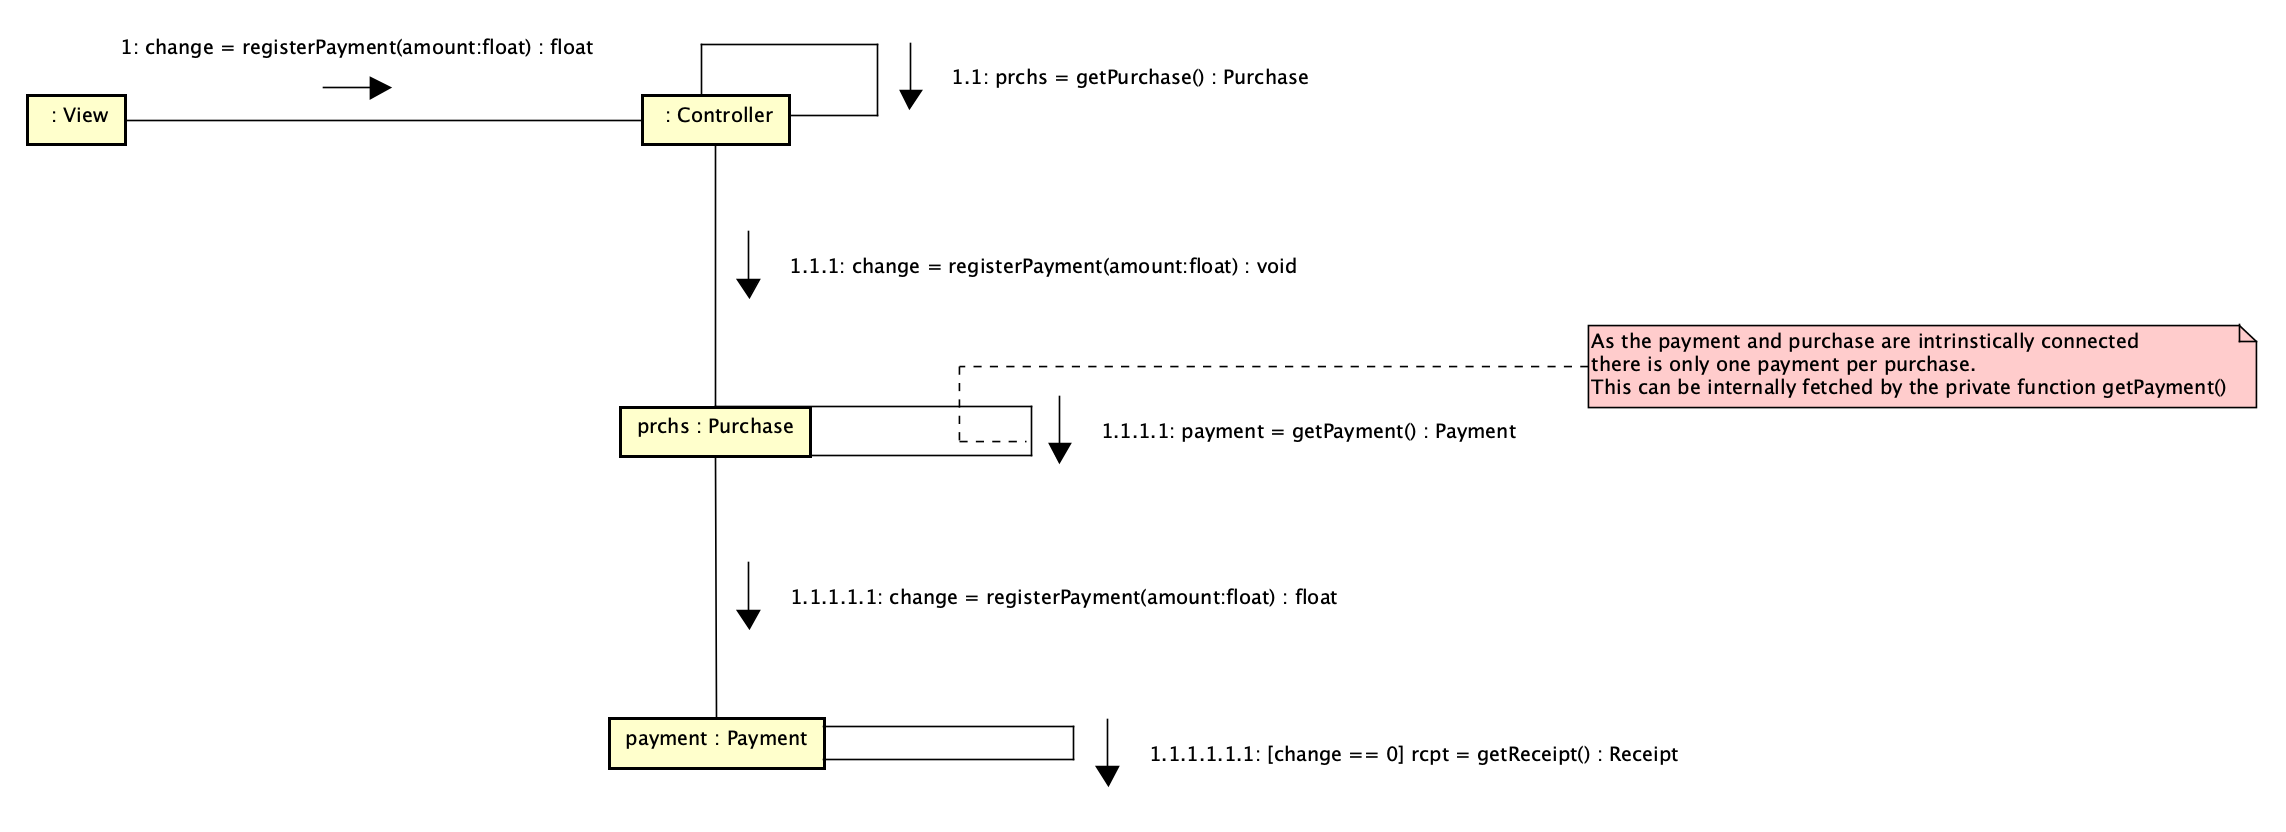 1: change = registerPayment(amount:float) : float
1.1: prchs = getPurchase() : Purchase
: View
: Controller
1.1.1: change = registerPayment(amount:float) : void
As the payment and purchase are intrinstically connected
there is only one payment per purchase.
This can be internally fetched by the private function getPayment()
prchs : Purchase
1.1.1.1: payment = getPayment() : Payment
1.1.1.1.1: change = registerPayment(amount:float) : float
payment : Payment
1.1.1.1.1.1: [change == 0] rcpt = getReceipt() : Receipt